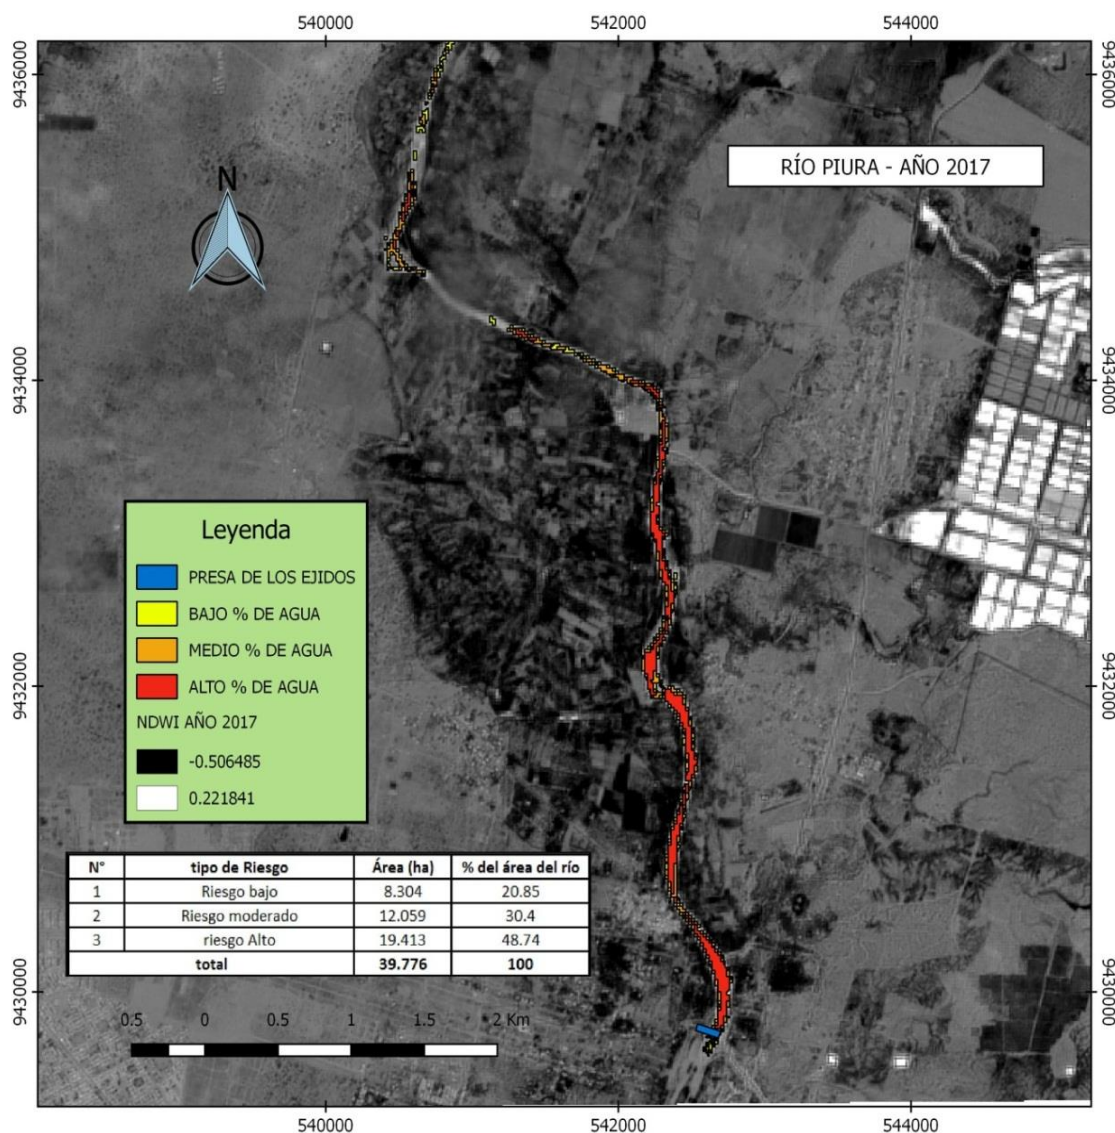 540000 542000 544000
9436000 9436000
RÍO PIURA - AÑO 2017
N
9434000 9434000
Leyenda
PRESA DE LOS EJIDOS
BAJO % DE AGUA
MEDIO % DE AGUA
ALTO % DE AGUA
NDWI AÑO 2017
-0.506485
0.221841
9432000 9432000
N° tipo de Riesgo Área (ha) % del área del río
1 Riesgo bajo 8.304 20.85
2 Riesgo moderado 12.059 30.4
3 riesgo Alto 19.413 48.74
total 39.776 100
9430000 9430000
0.5 0 0.5 1 1.5 2 Km
540000 542000 544000